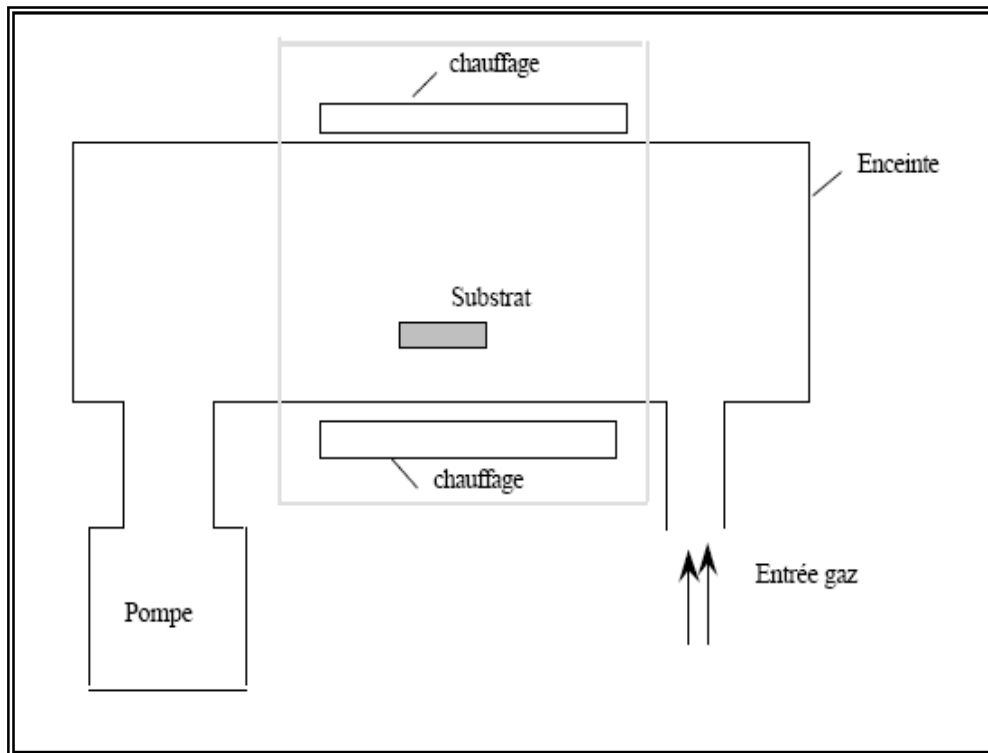 chauffage
Enceinte
Substrat
chauffage
Entrée gaz
Pompe